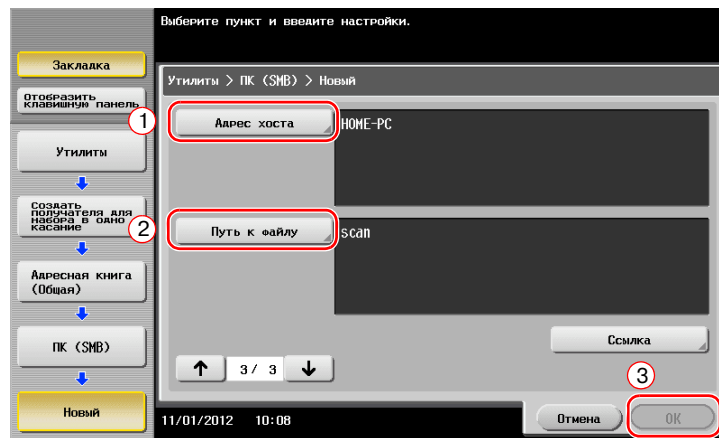 Выберите пункт и введите настройки.
Закладка
Отобразить
клавишную панель
Утилиты > ПК (SMB) > Новый
1
Адрес хоста
HOME-PC
Утилиты
Создать
получателя для
набора в одно
касание
2
Путь к файлу
scan
Адресная книга
(Общая)
ПК (SMB)
Ссылка
3/ 3
3
Новый
11/01/2012 10:08
Отмена
OK